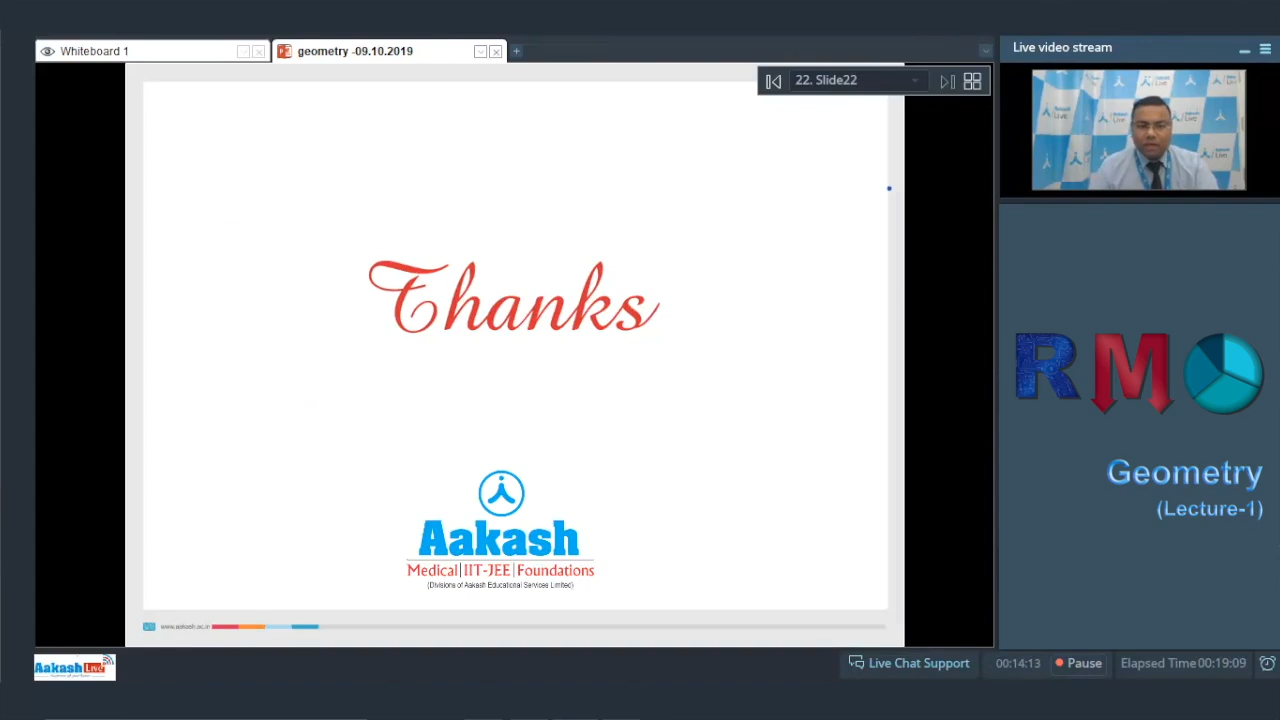 Whiteboard 1
geometry -09.10.2019
Live video stream
22. Slide22
Thanks
Aakash
Medical|IIT-JEE|Foundations
(Divisions of Aakash Educational Services Limited)
www.aakash.ac.in
RMO
Geometry
(Lecture-1)
Aakash Live
Live Chat Support
00:14:13
Pause
Elapsed Time 00:19:09